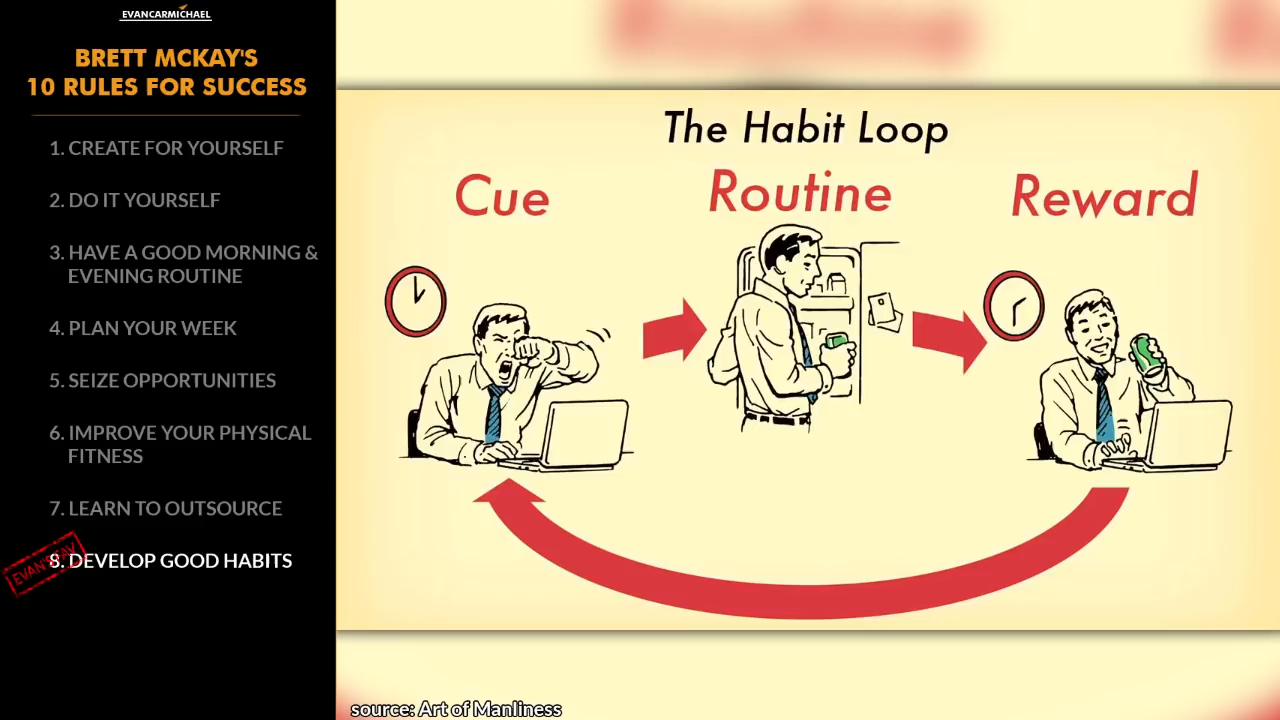 EVANCARMICHAEL
BRETT MCKAY'S
10 RULES FOR SUCCESS
1. CREATE FOR YOURSELF
2. DO IT YOURSELF
3. HAVE A GOOD MORNING &
EVENING ROUTINE
4. PLAN YOUR WEEK
5. SEIZE OPPORTUNITIES
6. IMPROVE YOUR PHYSICAL
FITNESS
7. LEARN TO OUTSOURCE
EVAN'S FAV
8. DEVELOP GOOD HABITS
The Habit Loop
Cue
Routine
Reward
source: Art of Manliness